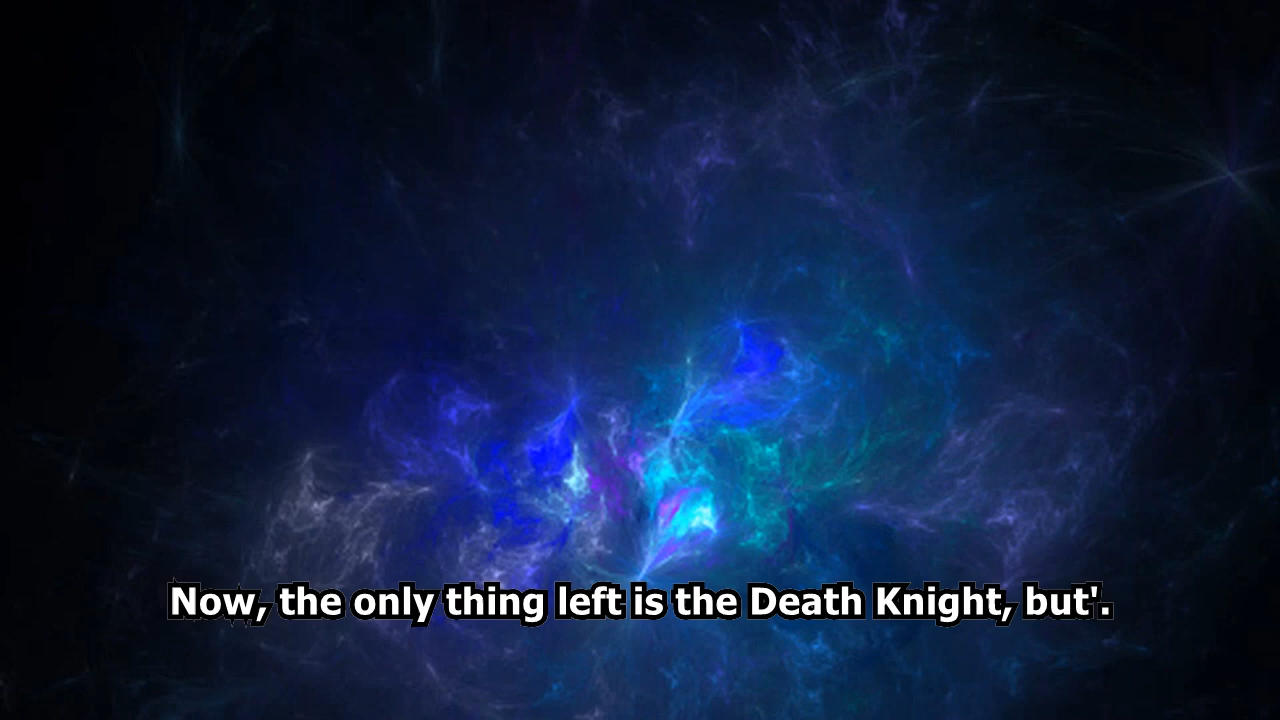 Now, the only thing left is the Death Knight, but'.